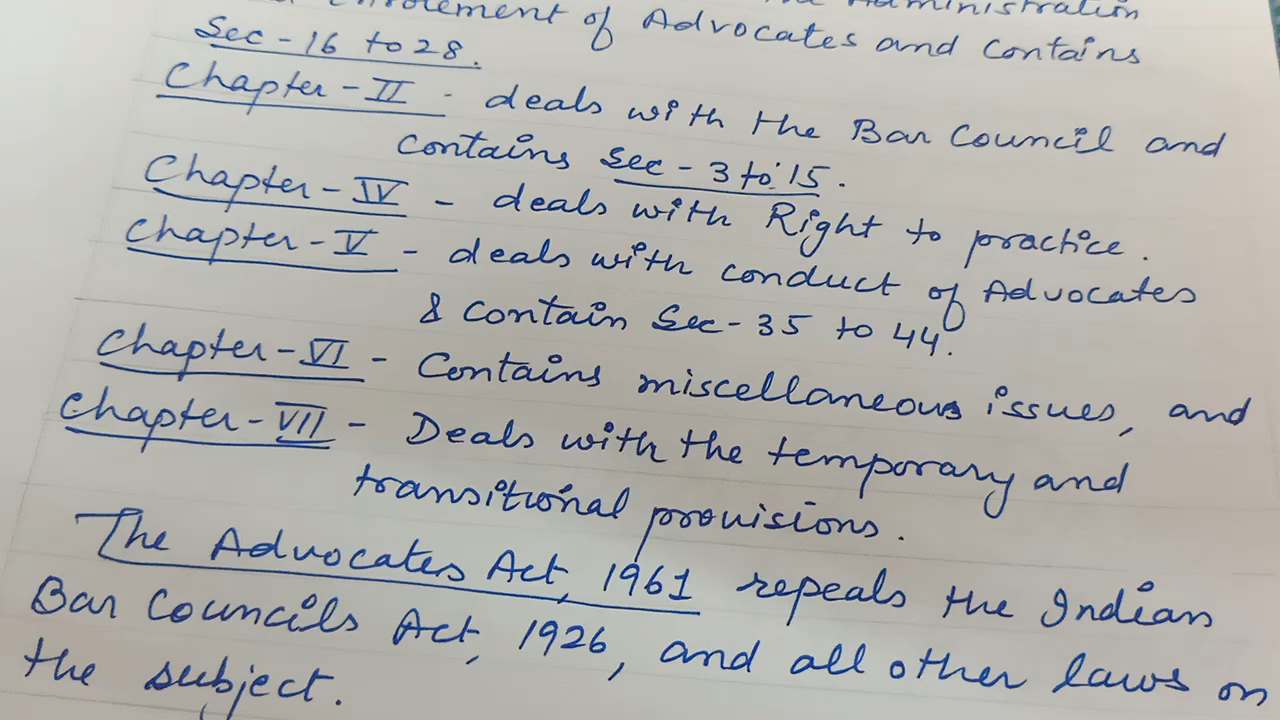 Enrolement of Advocates and contains
Sec-16 to 28.
Chapter-II - deals with the Bar Council and
contains Sec-3 to 15.
Chapter-IV - deals with Right to practice.
Chapter-V - deals with conduct of Advocates
& contain Sec-35 to 44.
Chapter-VI - Contains miscellaneous issues, and
Chapter-VII - Deals with the temporary and
transitional provisions.
The Advocates Act, 1961 repeals the Indian
Bar Councils Act, 1926, and all other laws on
the subject.